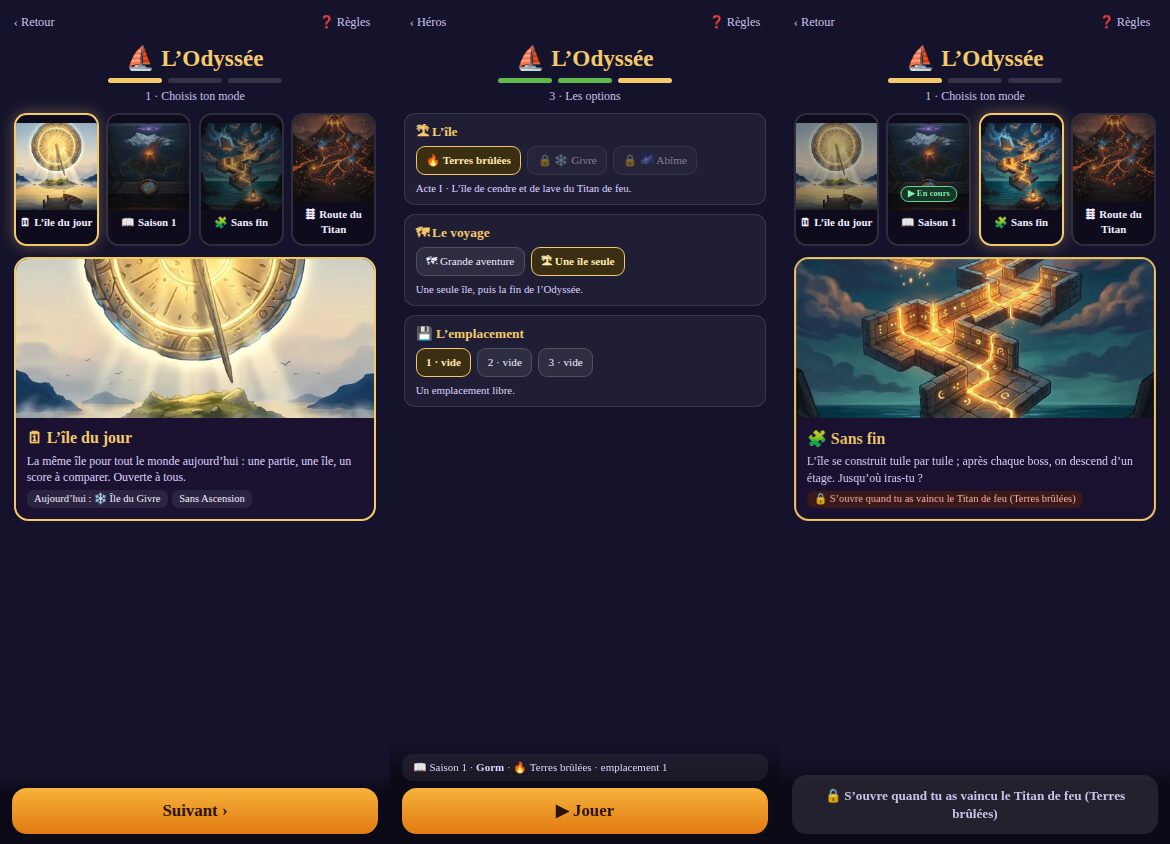 ‹ Retour
❓ Règles
⛵ L’Odyssée
1 · Choisis ton mode
🗓 L’île du jour
📖 Saison 1
🧩 Sans fin
🛤 Route du
Titan
🗓 L’île du jour
La même île pour tout le monde aujourd’hui : une partie, une île, un
score à comparer. Ouverte à tous.
Aujourd’hui : ❄️ Île du Givre
Sans Ascension
Suivant ›
‹ Héros
❓ Règles
⛵ L’Odyssée
3 · Les options
🏝 L’île
🔥 Terres brûlées
🔒 ❄️ Givre
🔒 🌌 Abîme
Acte I · L’île de cendre et de lave du Titan de feu.
🗺 Le voyage
🗺 Grande aventure
🏝 Une île seule
Une seule île, puis la fin de l’Odyssée.
💾 L’emplacement
1 · vide
2 · vide
3 · vide
Un emplacement libre.
📖 Saison 1 · Gorm · 🔥 Terres brûlées · emplacement 1
▶ Jouer
‹ Retour
❓ Règles
⛵ L’Odyssée
1 · Choisis ton mode
🗓 L’île du jour
▶ En cours
📖 Saison 1
🧩 Sans fin
🛤 Route du
Titan
🧩 Sans fin
L’île se construit tuile par tuile ; après chaque boss, on descend d’un
étage. Jusqu’où iras-tu ?
🔒 S’ouvre quand tu as vaincu le Titan de feu (Terres brûlées)
🔒 S’ouvre quand tu as vaincu le Titan de feu (Terres
brûlées)